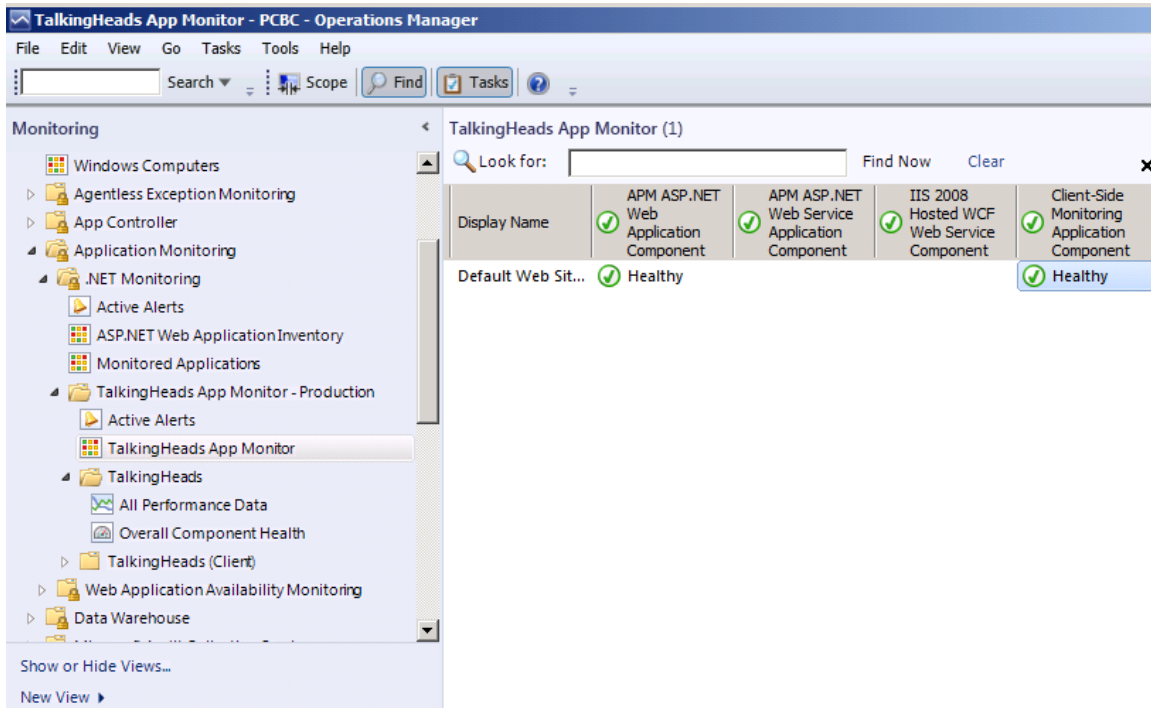 TalkingHeads App Monitor - PCBC - Operations Manager
File Edit View Go Tasks Tools Help
Search Scope Find Tasks
Monitoring
Windows Computers
Agentless Exception Monitoring
App Controller
Application Monitoring
.NET Monitoring
Active Alerts
ASP.NET Web Application Inventory
Monitored Applications
TalkingHeads App Monitor - Production
Active Alerts
TalkingHeads App Monitor
TalkingHeads
All Performance Data
Overall Component Health
TalkingHeads (Client)
Web Application Availability Monitoring
Data Warehouse
Show or Hide Views...
New View
TalkingHeads App Monitor (1)
Look for: Find Now Clear
Display Name
APM ASP.NET
Web
Application
Component
APM ASP.NET
Web Service
Application
Component
IIS 2008
Hosted WCF
Web Service
Component
Client-Side
Monitoring
Application
Component
Default Web Sit... Healthy Healthy